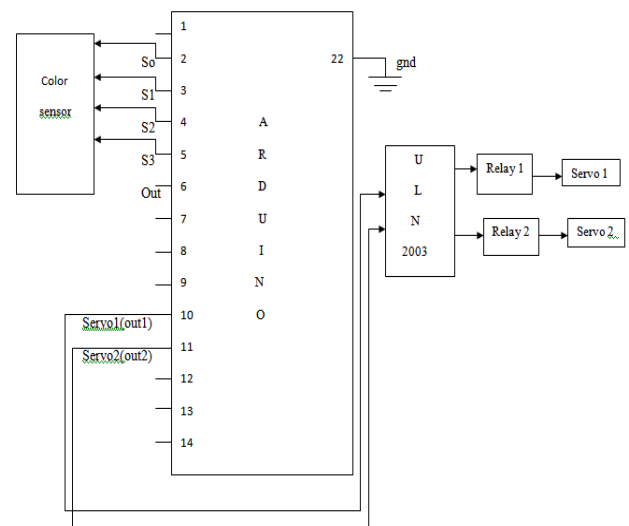 Color
sensor
So
S1
S2
S3
Out
Servo1(out1)
Servo2(out2)
1
2
3
4
5
6
7
8
9
10
11
12
13
14
A
R
D
U
I
N
O
22
gnd
U
L
N
2003
Relay 1
Servo 1
Relay 2
Servo 2